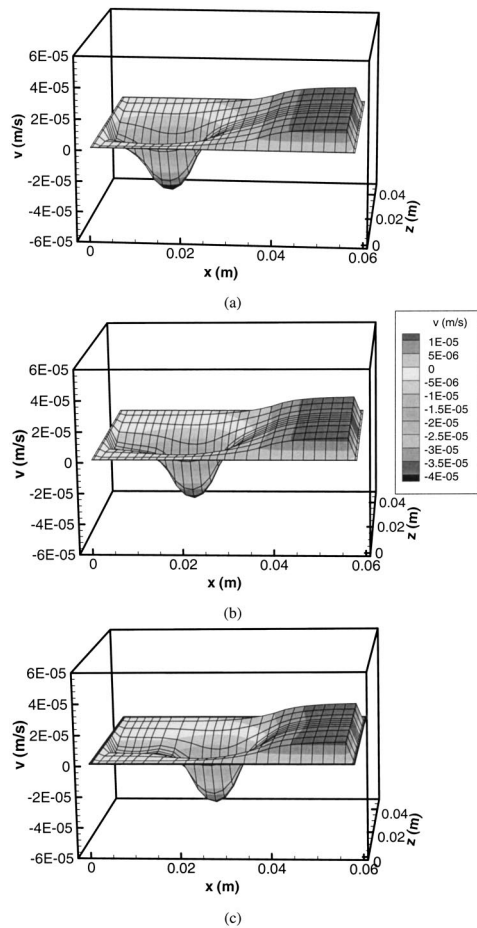 6E-05
4E-05
2E-05
0
-2E-05
-4E-05
-6E-05
v (m/s)
0
0.02
0.04
0.06
x (m)
0.04
0.02
0
z (m)
(a)
6E-05
4E-05
2E-05
0
-2E-05
-4E-05
-6E-05
v (m/s)
0
0.02
0.04
0.06
x (m)
0.04
0.02
0
z (m)
v (m/s)
1E-05
5E-06
0
-5E-06
-1E-05
-1.5E-05
-2E-05
-2.5E-05
-3E-05
-3.5E-05
-4E-05
(b)
6E-05
4E-05
2E-05
0
-2E-05
-4E-05
-6E-05
v (m/s)
0
0.02
0.04
0.06
x (m)
0.04
0.02
0
z (m)
(c)